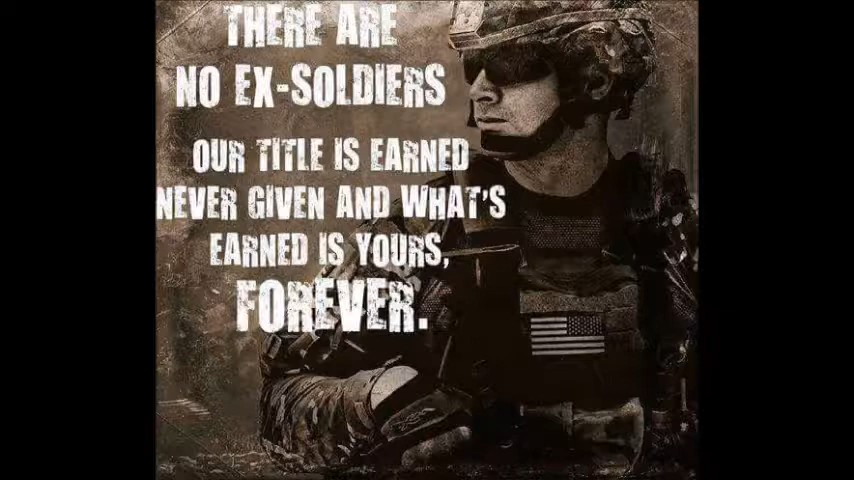 THERE ARE
NO EX-SOLDIERS
OUR TITLE IS EARNED
NEVER GIVEN AND WHAT'S
EARNED IS YOURS,
FOREVER.